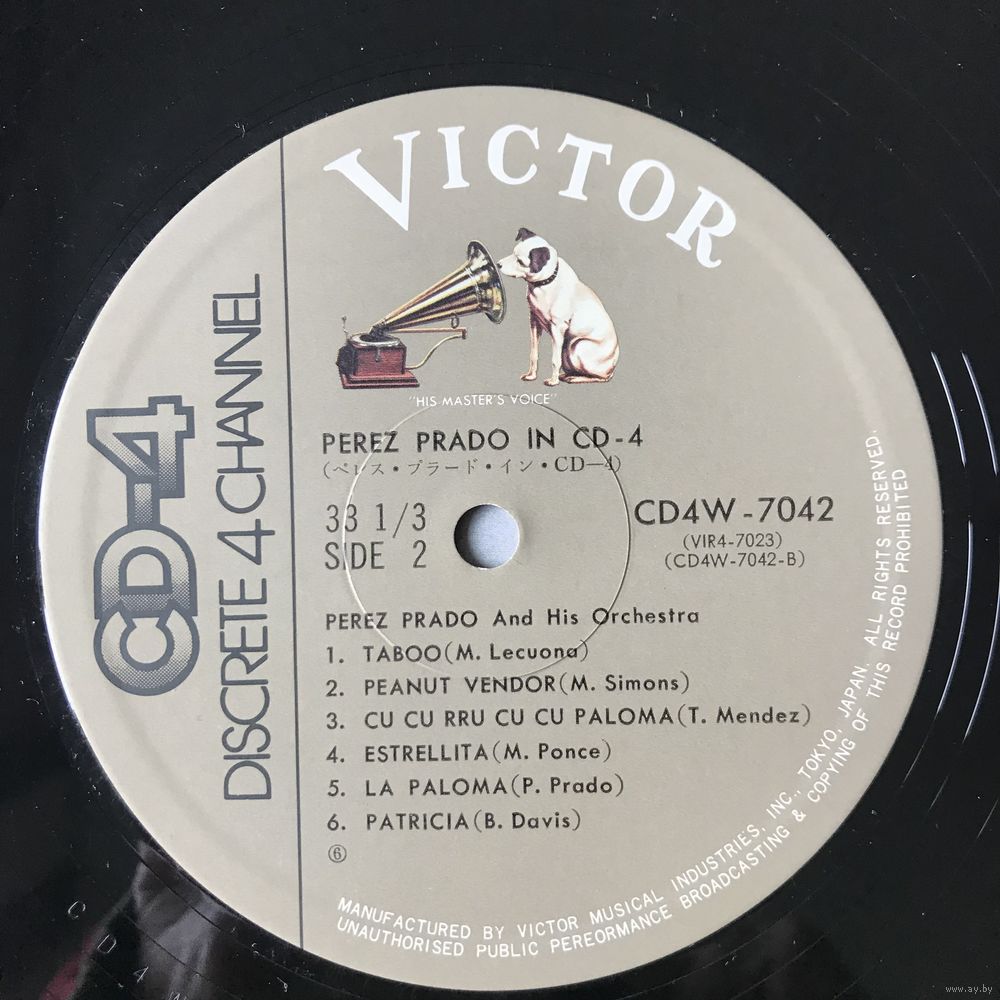 VICTOR
"HIS MASTER'S VOICE"
CD-4
DISCRETE 4 CHANNEL
PEREZ PRADO IN CD-4
(ペレス・プラード・イン・CD—4)
33 1/3
SIDE 2
CD4W-7042
(VIR4-7023)
(CD4W-7042-B)
PEREZ PRADO And His Orchestra
1. TABOO(M. Lecuona)
2. PEANUT VENDOR(M. Simons)
3. CU CU RRU CU CU PALOMA(T. Mendez)
4. ESTRELLITA(M. Ponce)
5. LA PALOMA(P. Prado)
6. PATRICIA(B. Davis)
⑥
MANUFACTURED BY VICTOR MUSICAL INDUSTRIES, INC., TOKYO, JAPAN. ALL RIGHTS RESERVED.
UNAUTHORISED PUBLIC PEREORMANCE BROADCASTING & COPYING OF THIS RECORD PROHIBITED
C D 4 W
www.ay.by